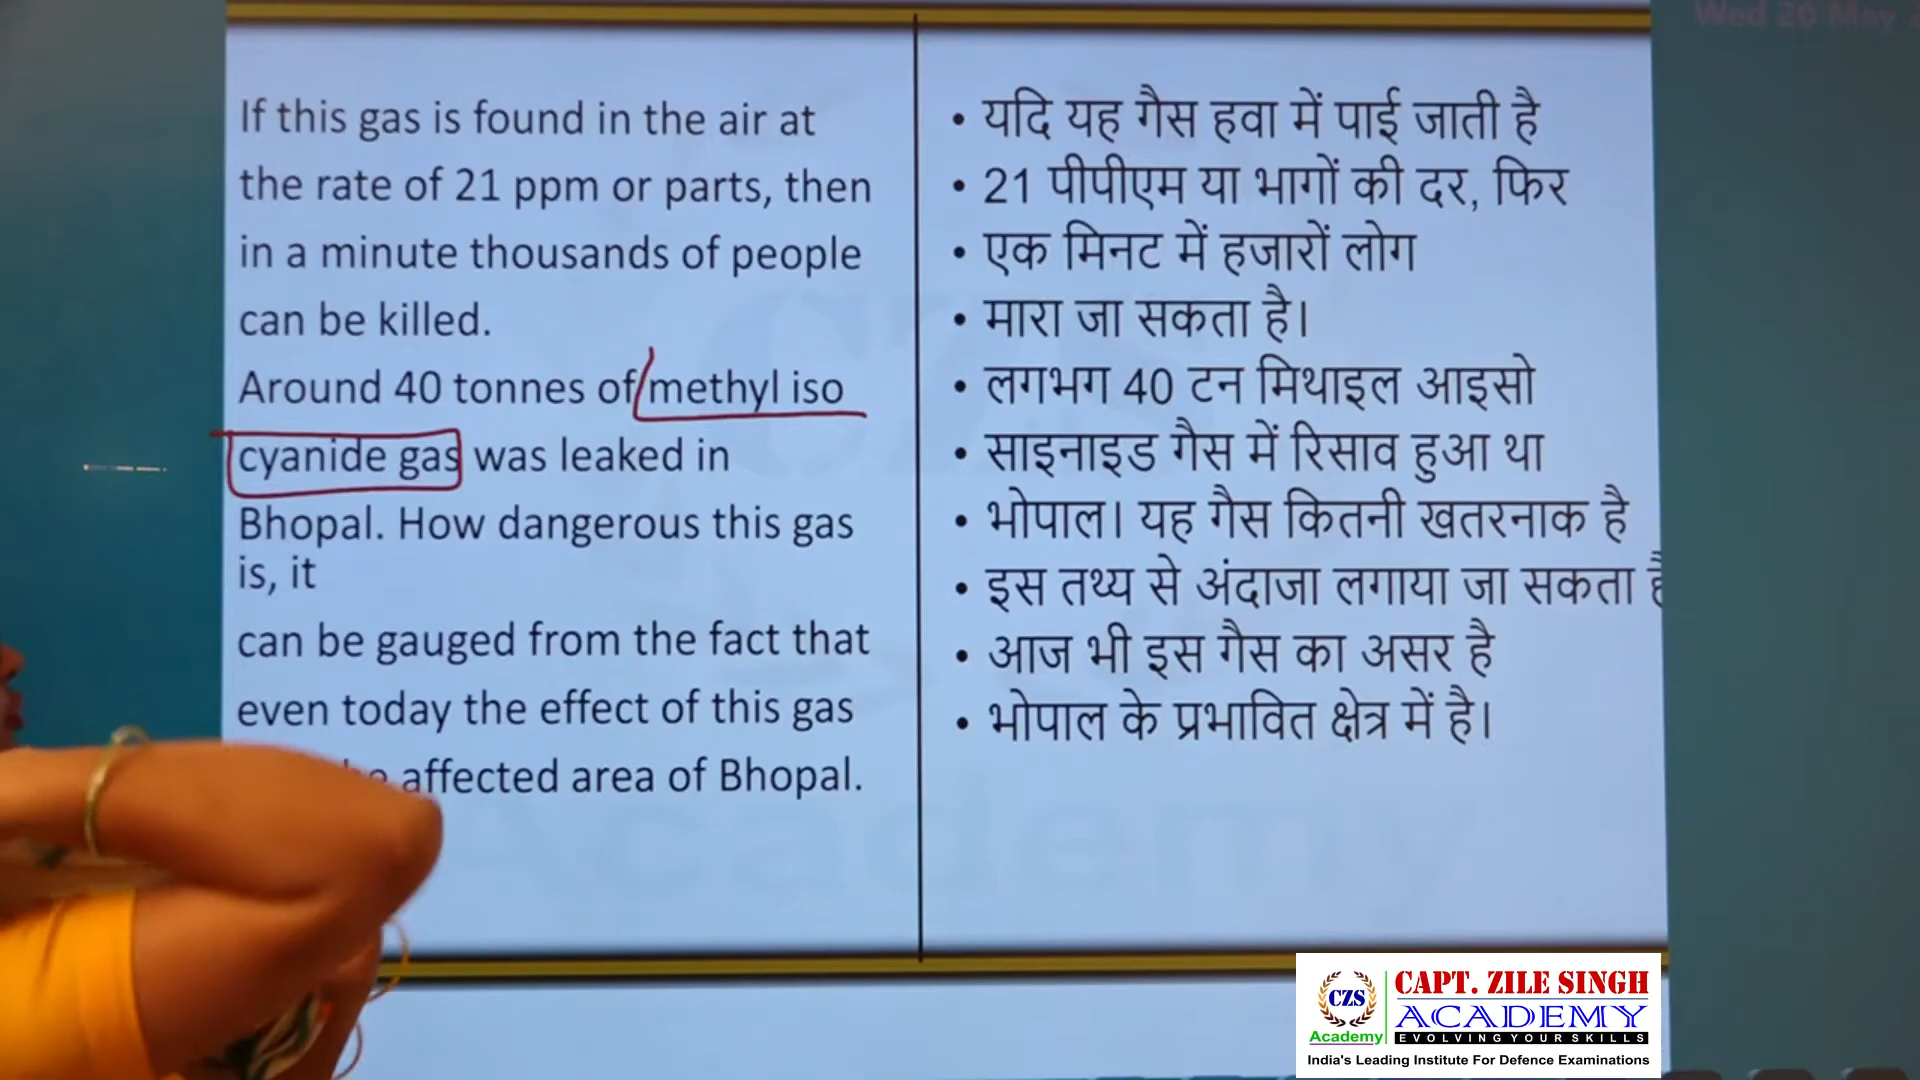 Wed 20 May
If this gas is found in the air at
the rate of 21 ppm or parts, then
in a minute thousands of people
can be killed.
Around 40 tonnes of methyl iso
cyanide gas was leaked in
Bhopal. How dangerous this gas
is, it
can be gauged from the fact that
even today the effect of this gas
affected area of Bhopal.
• यदि यह गैस हवा में पाई जाती है
• 21 पीपीएम या भागों की दर, फिर
• एक मिनट में हजारों लोग
• मारा जा सकता है।
• लगभग 40 टन मिथाइल आइसो
• साइनाइड गैस में रिसाव हुआ था
• भोपाल। यह गैस कितनी खतरनाक है
• इस तथ्य से अंदाजा लगाया जा सकता है
• आज भी इस गैस का असर है
• भोपाल के प्रभावित क्षेत्र में है।
CZS
Academy
CZS
Academy
CAPT. ZILE SINGH
ACADEMY
EVOLVING YOUR SKILLS
India's Leading Institute For Defence Examinations